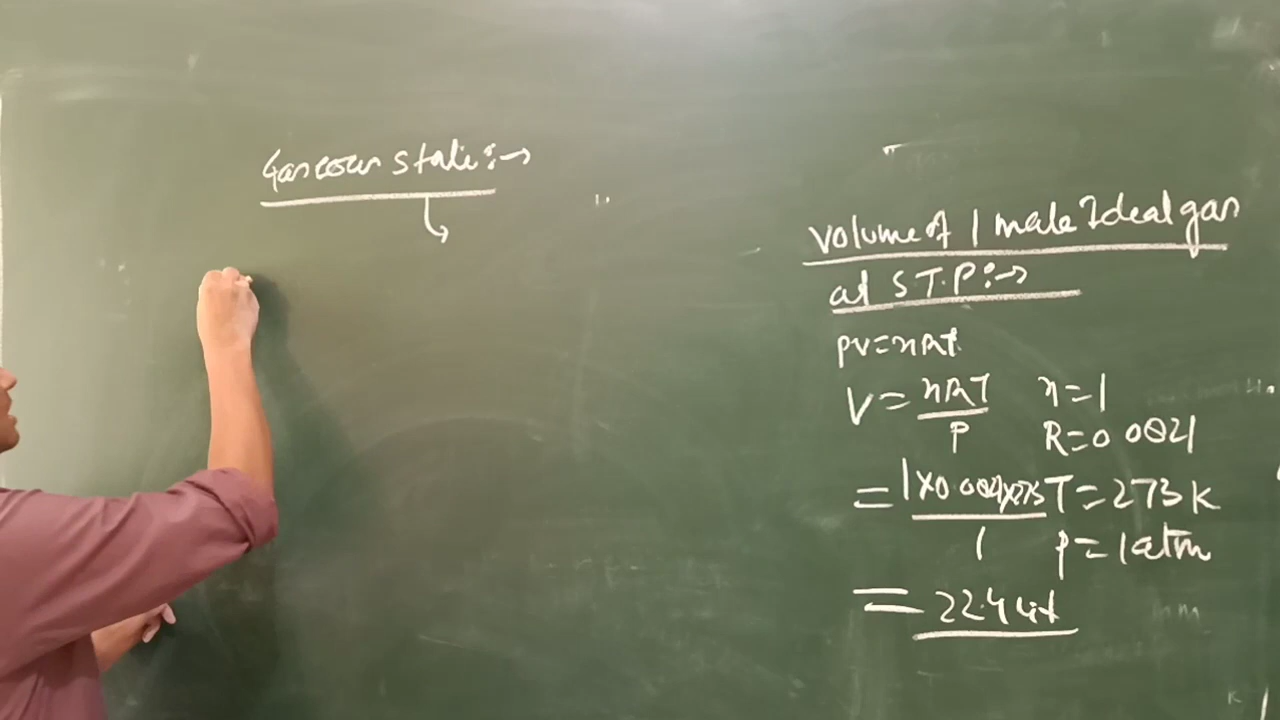 Gaseous state:→
Volume of 1 mole Ideal gas
at S.T.P:→
PV=nRT
V=nRT/P n=1
R=0.0821
=1×0.0821×273/1 T=273K
P=1atm
=22.4 lit